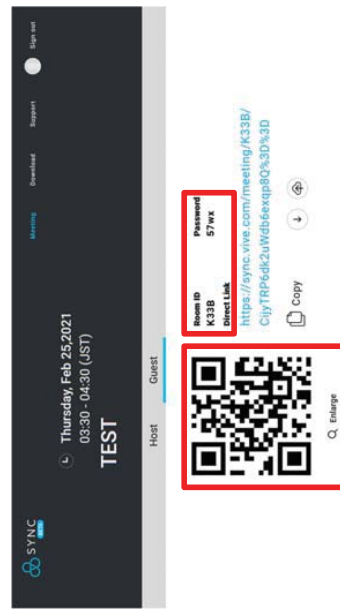 SYNC
BETA
Meeting
Download
Support
Sign out
Thursday, Feb 25,2021
03:30 - 04:30 (JST)
TEST
Host
Guest
Room ID
Password
K33B
57wx
Direct Link
https://sync.vive.com/meeting/K33B/
CijyTRP6dk2uWdb6exqp8Q%3D%3D
Enlarge
Copy